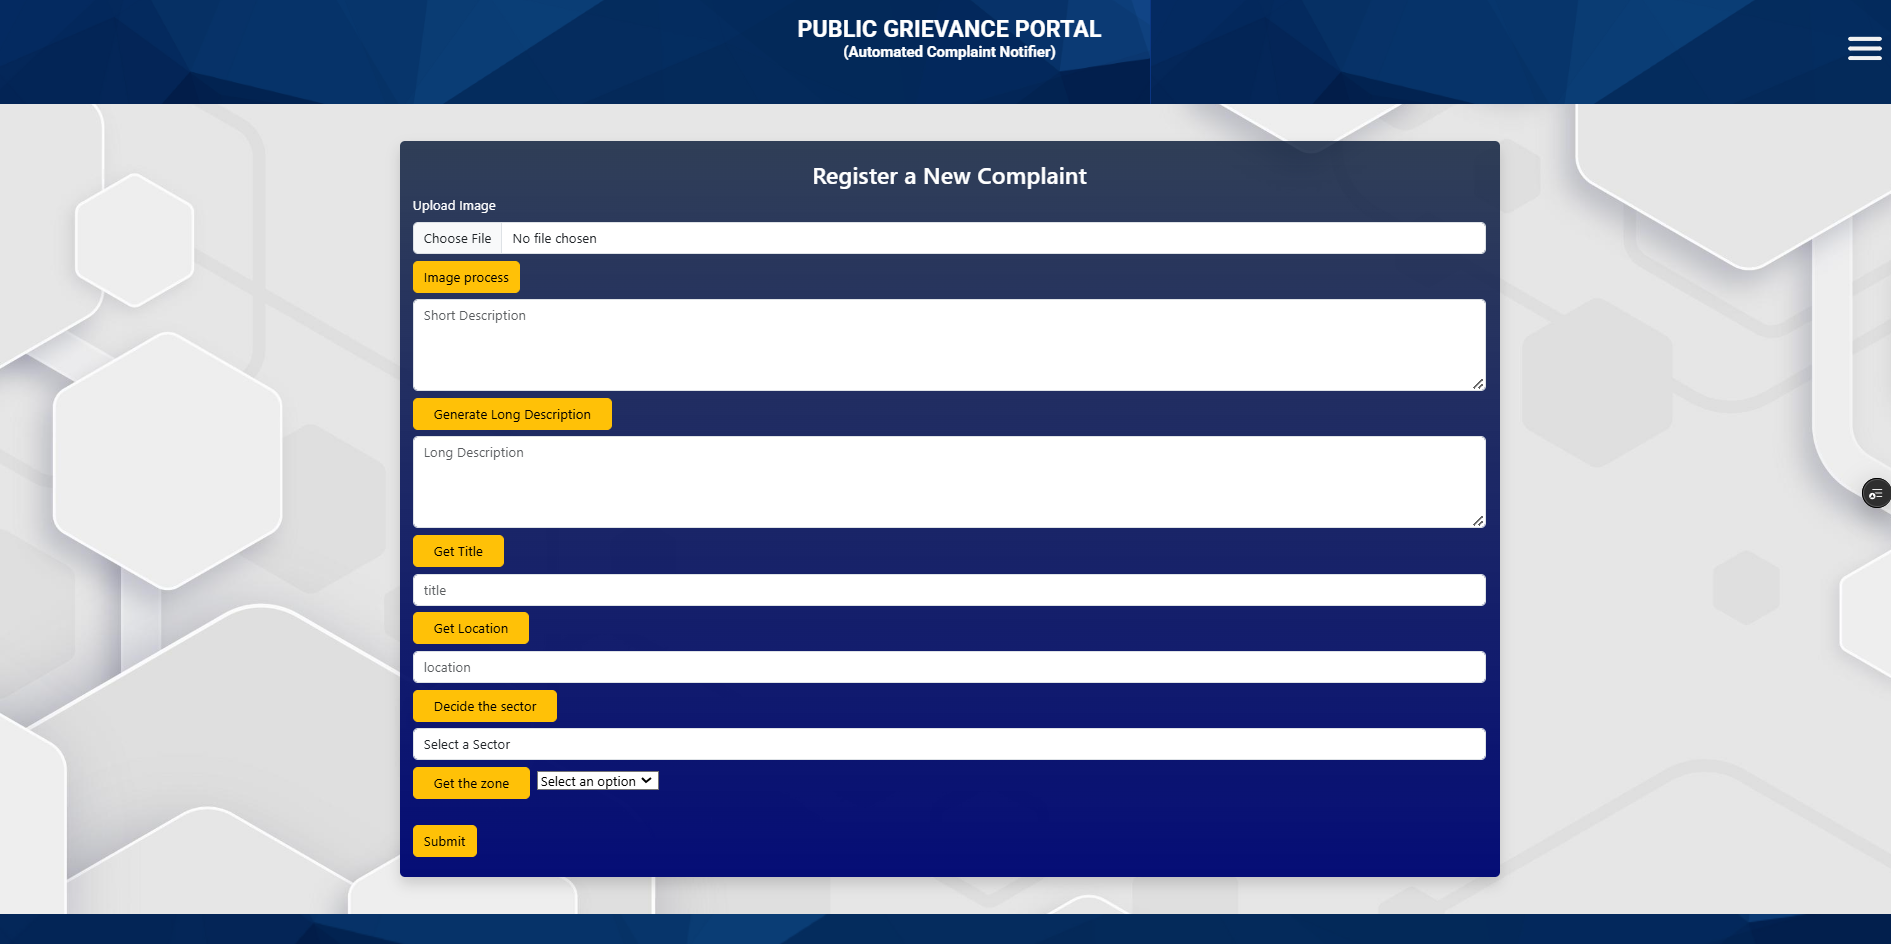 PUBLIC GRIEVANCE PORTAL
(Automated Complaint Notifier)
Register a New Complaint
Upload Image
Choose File No file chosen
Image process
Short Description
Generate Long Description
Long Description
Get Title
title
Get Location
location
Decide the sector
Select a Sector
Get the zone Select an option
Submit